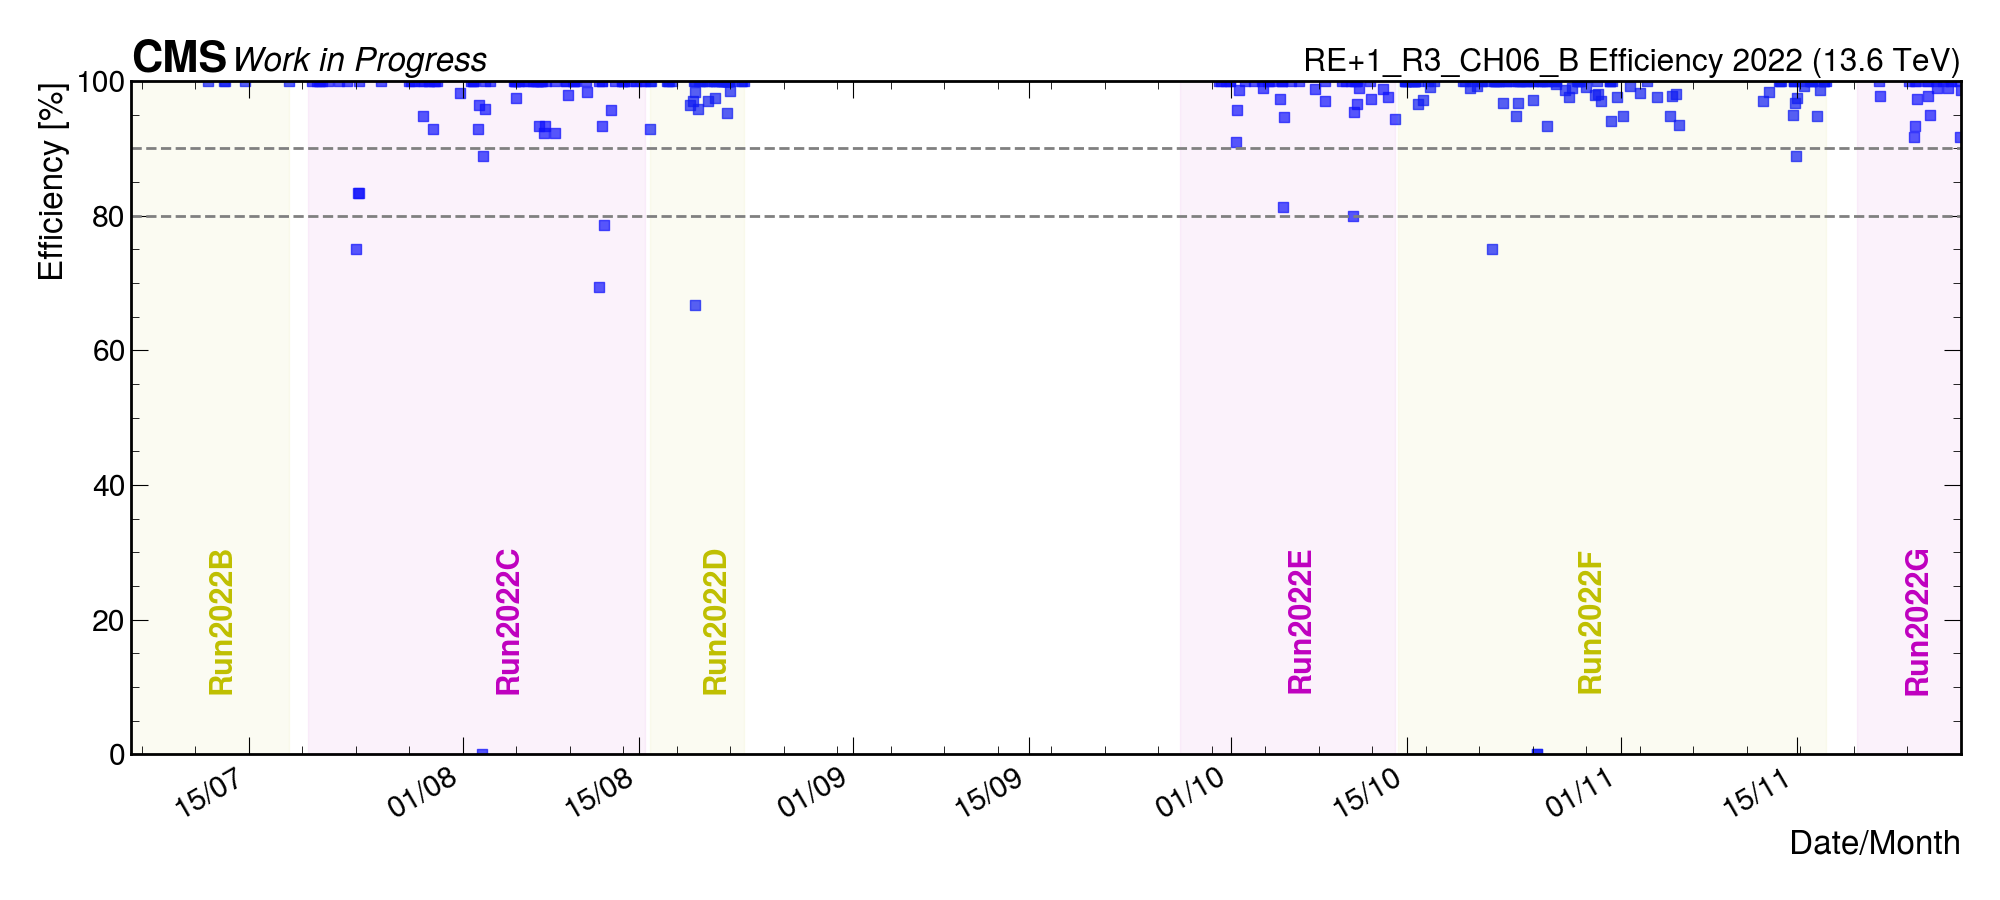 CMS Work in Progress
RE+1_R3_CH06_B Efficiency 2022 (13.6 TeV)
Efficiency [%]
100
80
60
40
20
0
Run2022B
Run2022C
Run2022D
Run2022E
Run2022F
Run2022G
15/07
01/08
15/08
01/09
15/09
01/10
15/10
01/11
15/11
Date/Month